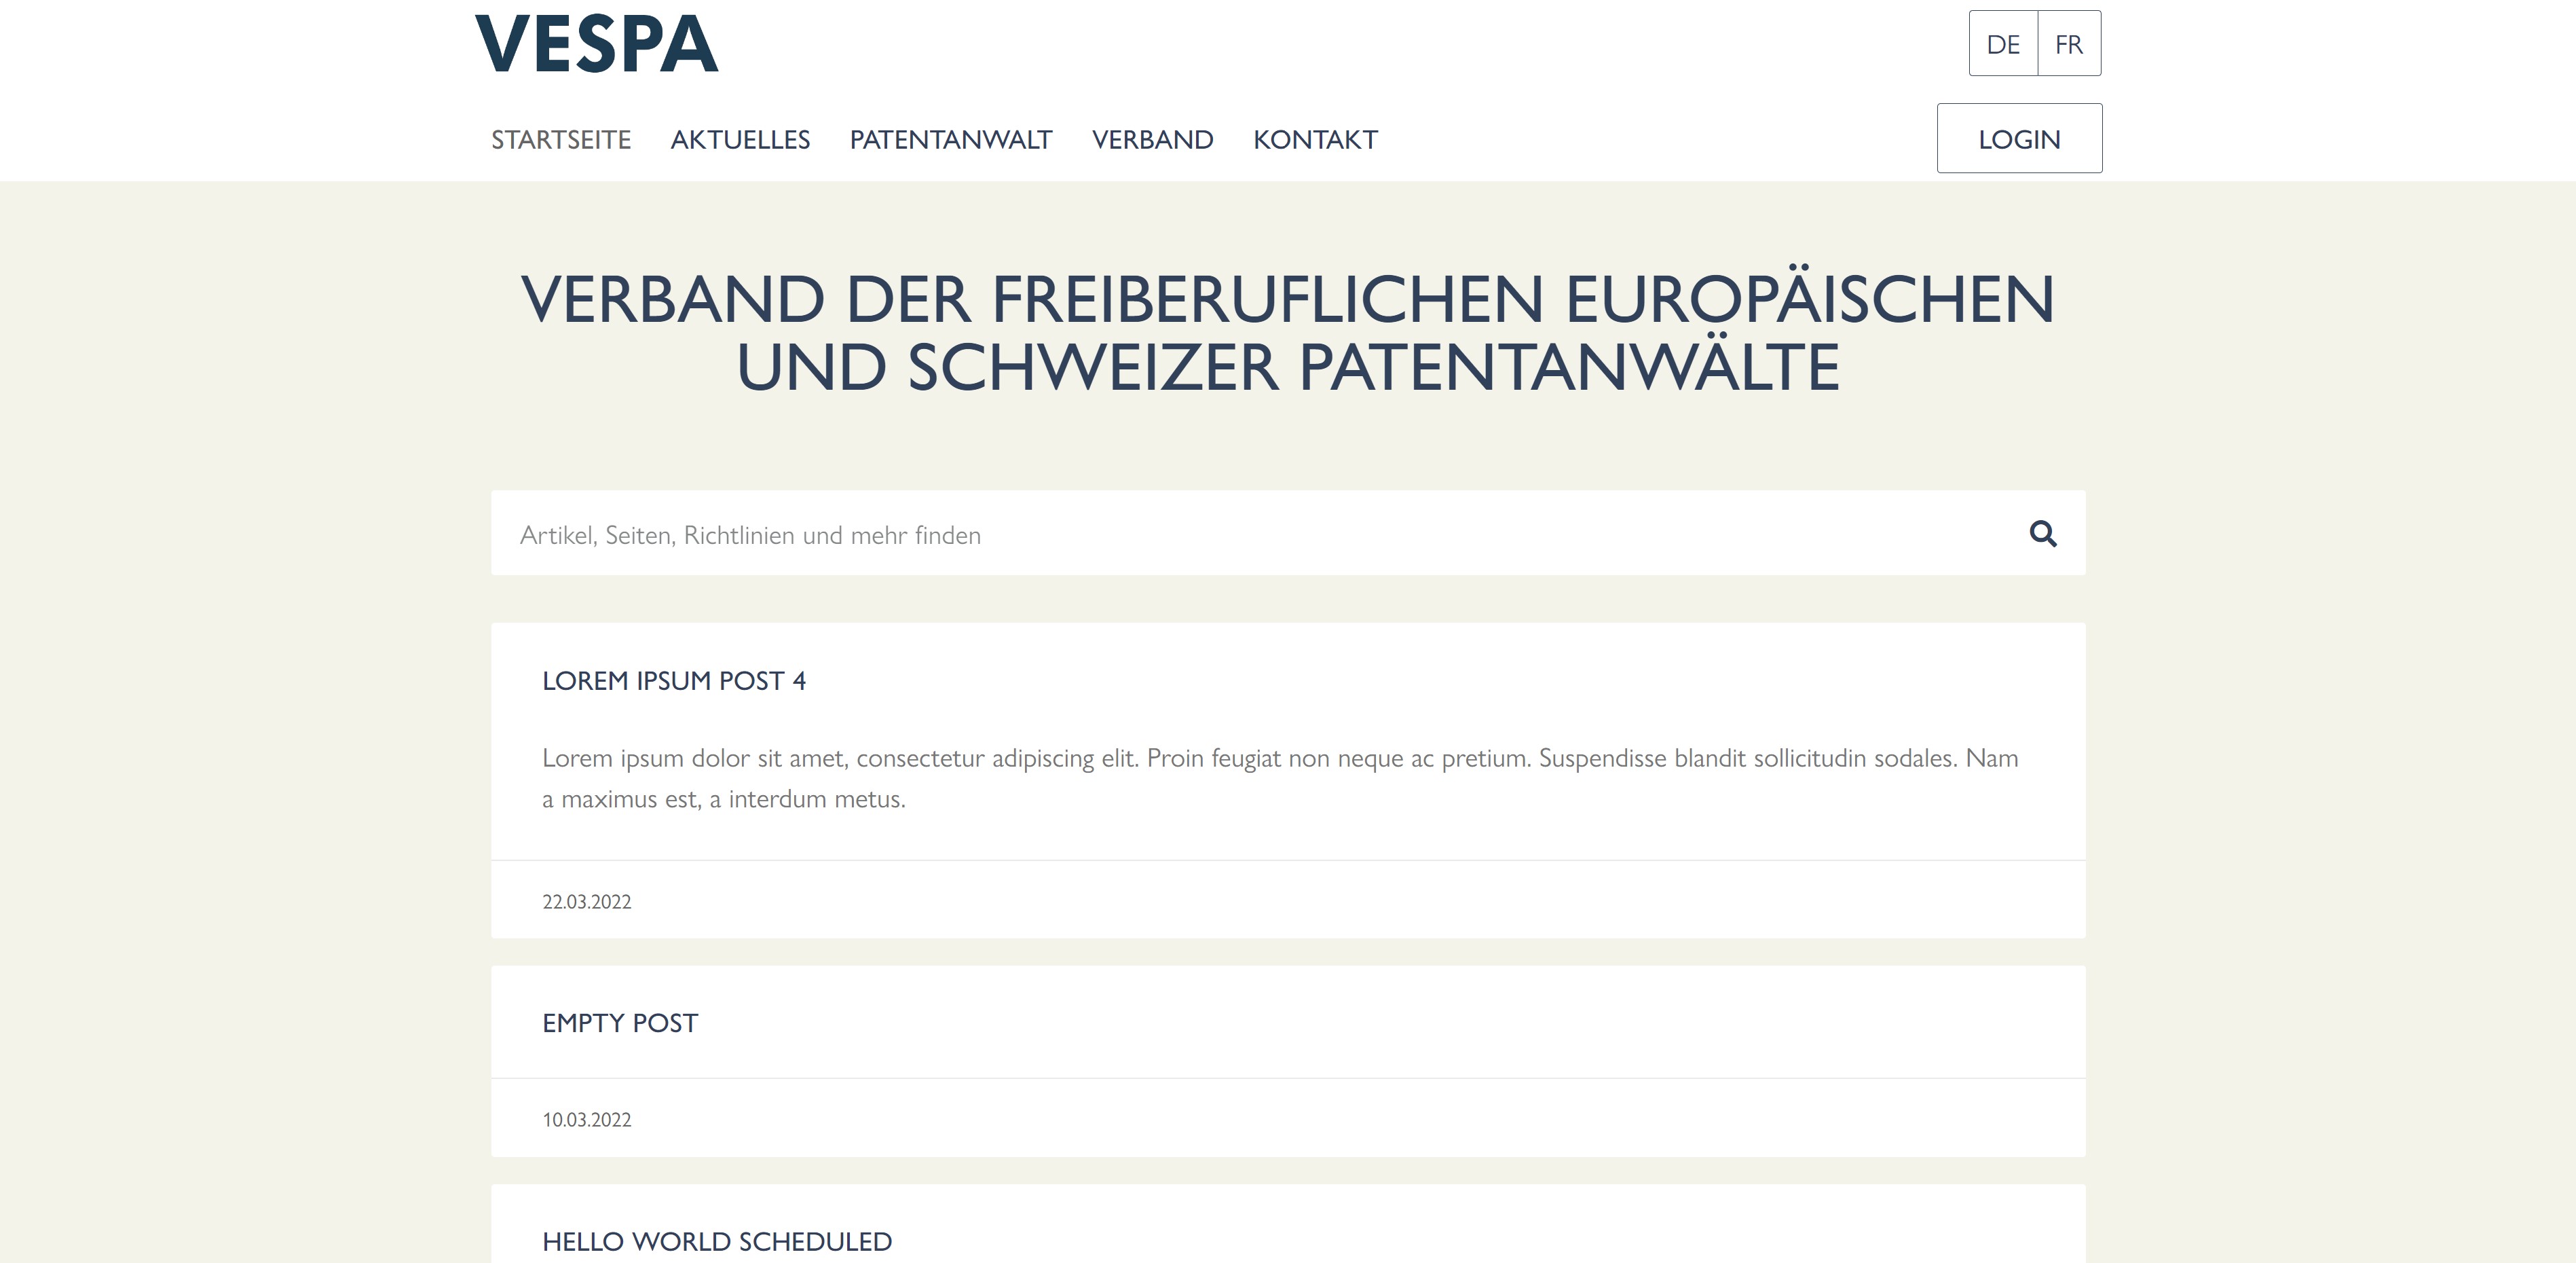 VESPA
DE FR
STARTSEITE AKTUELLES PATENTANWALT VERBAND KONTAKT LOGIN
VERBAND DER FREIBERUFLICHEN EUROPÄISCHEN
UND SCHWEIZER PATENTANWÄLTE
Artikel, Seiten, Richtlinien und mehr finden
LOREM IPSUM POST 4
Lorem ipsum dolor sit amet, consectetur adipiscing elit. Proin feugiat non neque ac pretium. Suspendisse blandit sollicitudin sodales. Nam
a maximus est, a interdum metus.
22.03.2022
EMPTY POST
10.03.2022
HELLO WORLD SCHEDULED